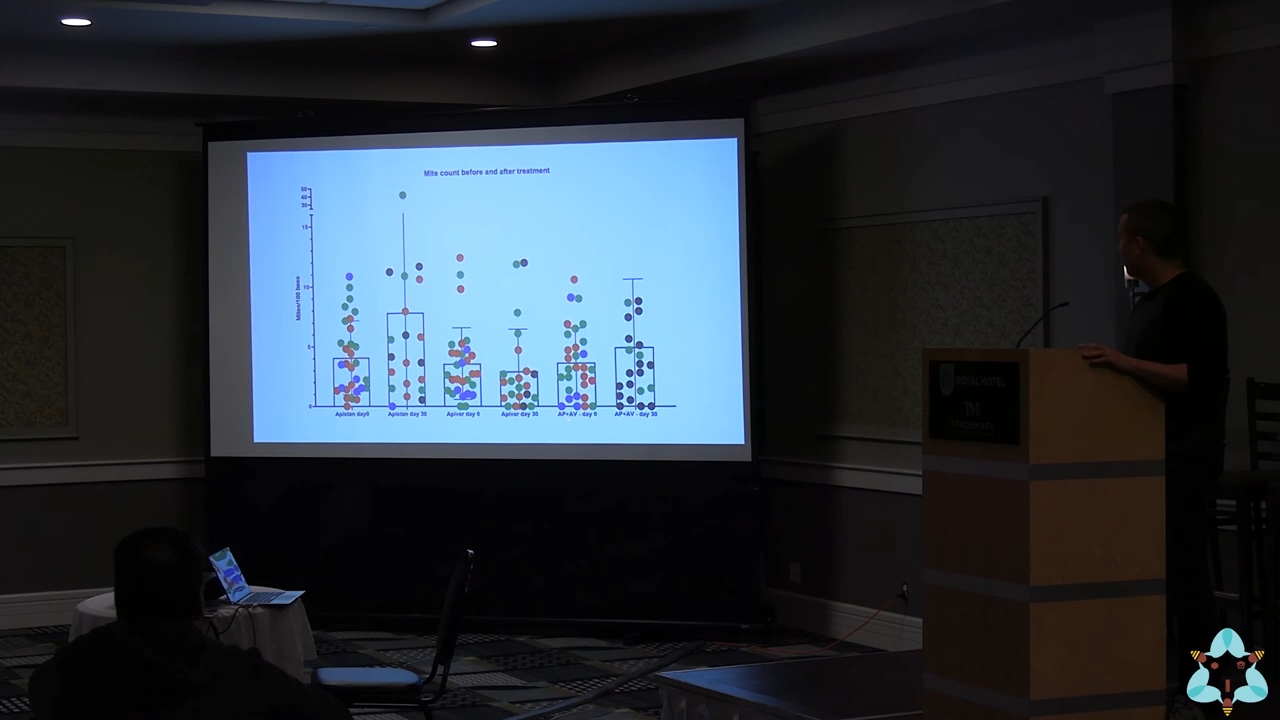 Mite count before and after treatment
50
40
30
15
10
5
0
Mites/100 bees
Apistan day0
Apistan day 30
Apivar day 0
Apivar day 30
AP+AV - day 0
AP+AV - day 30
ROYAL HOTEL
TRADEMARK